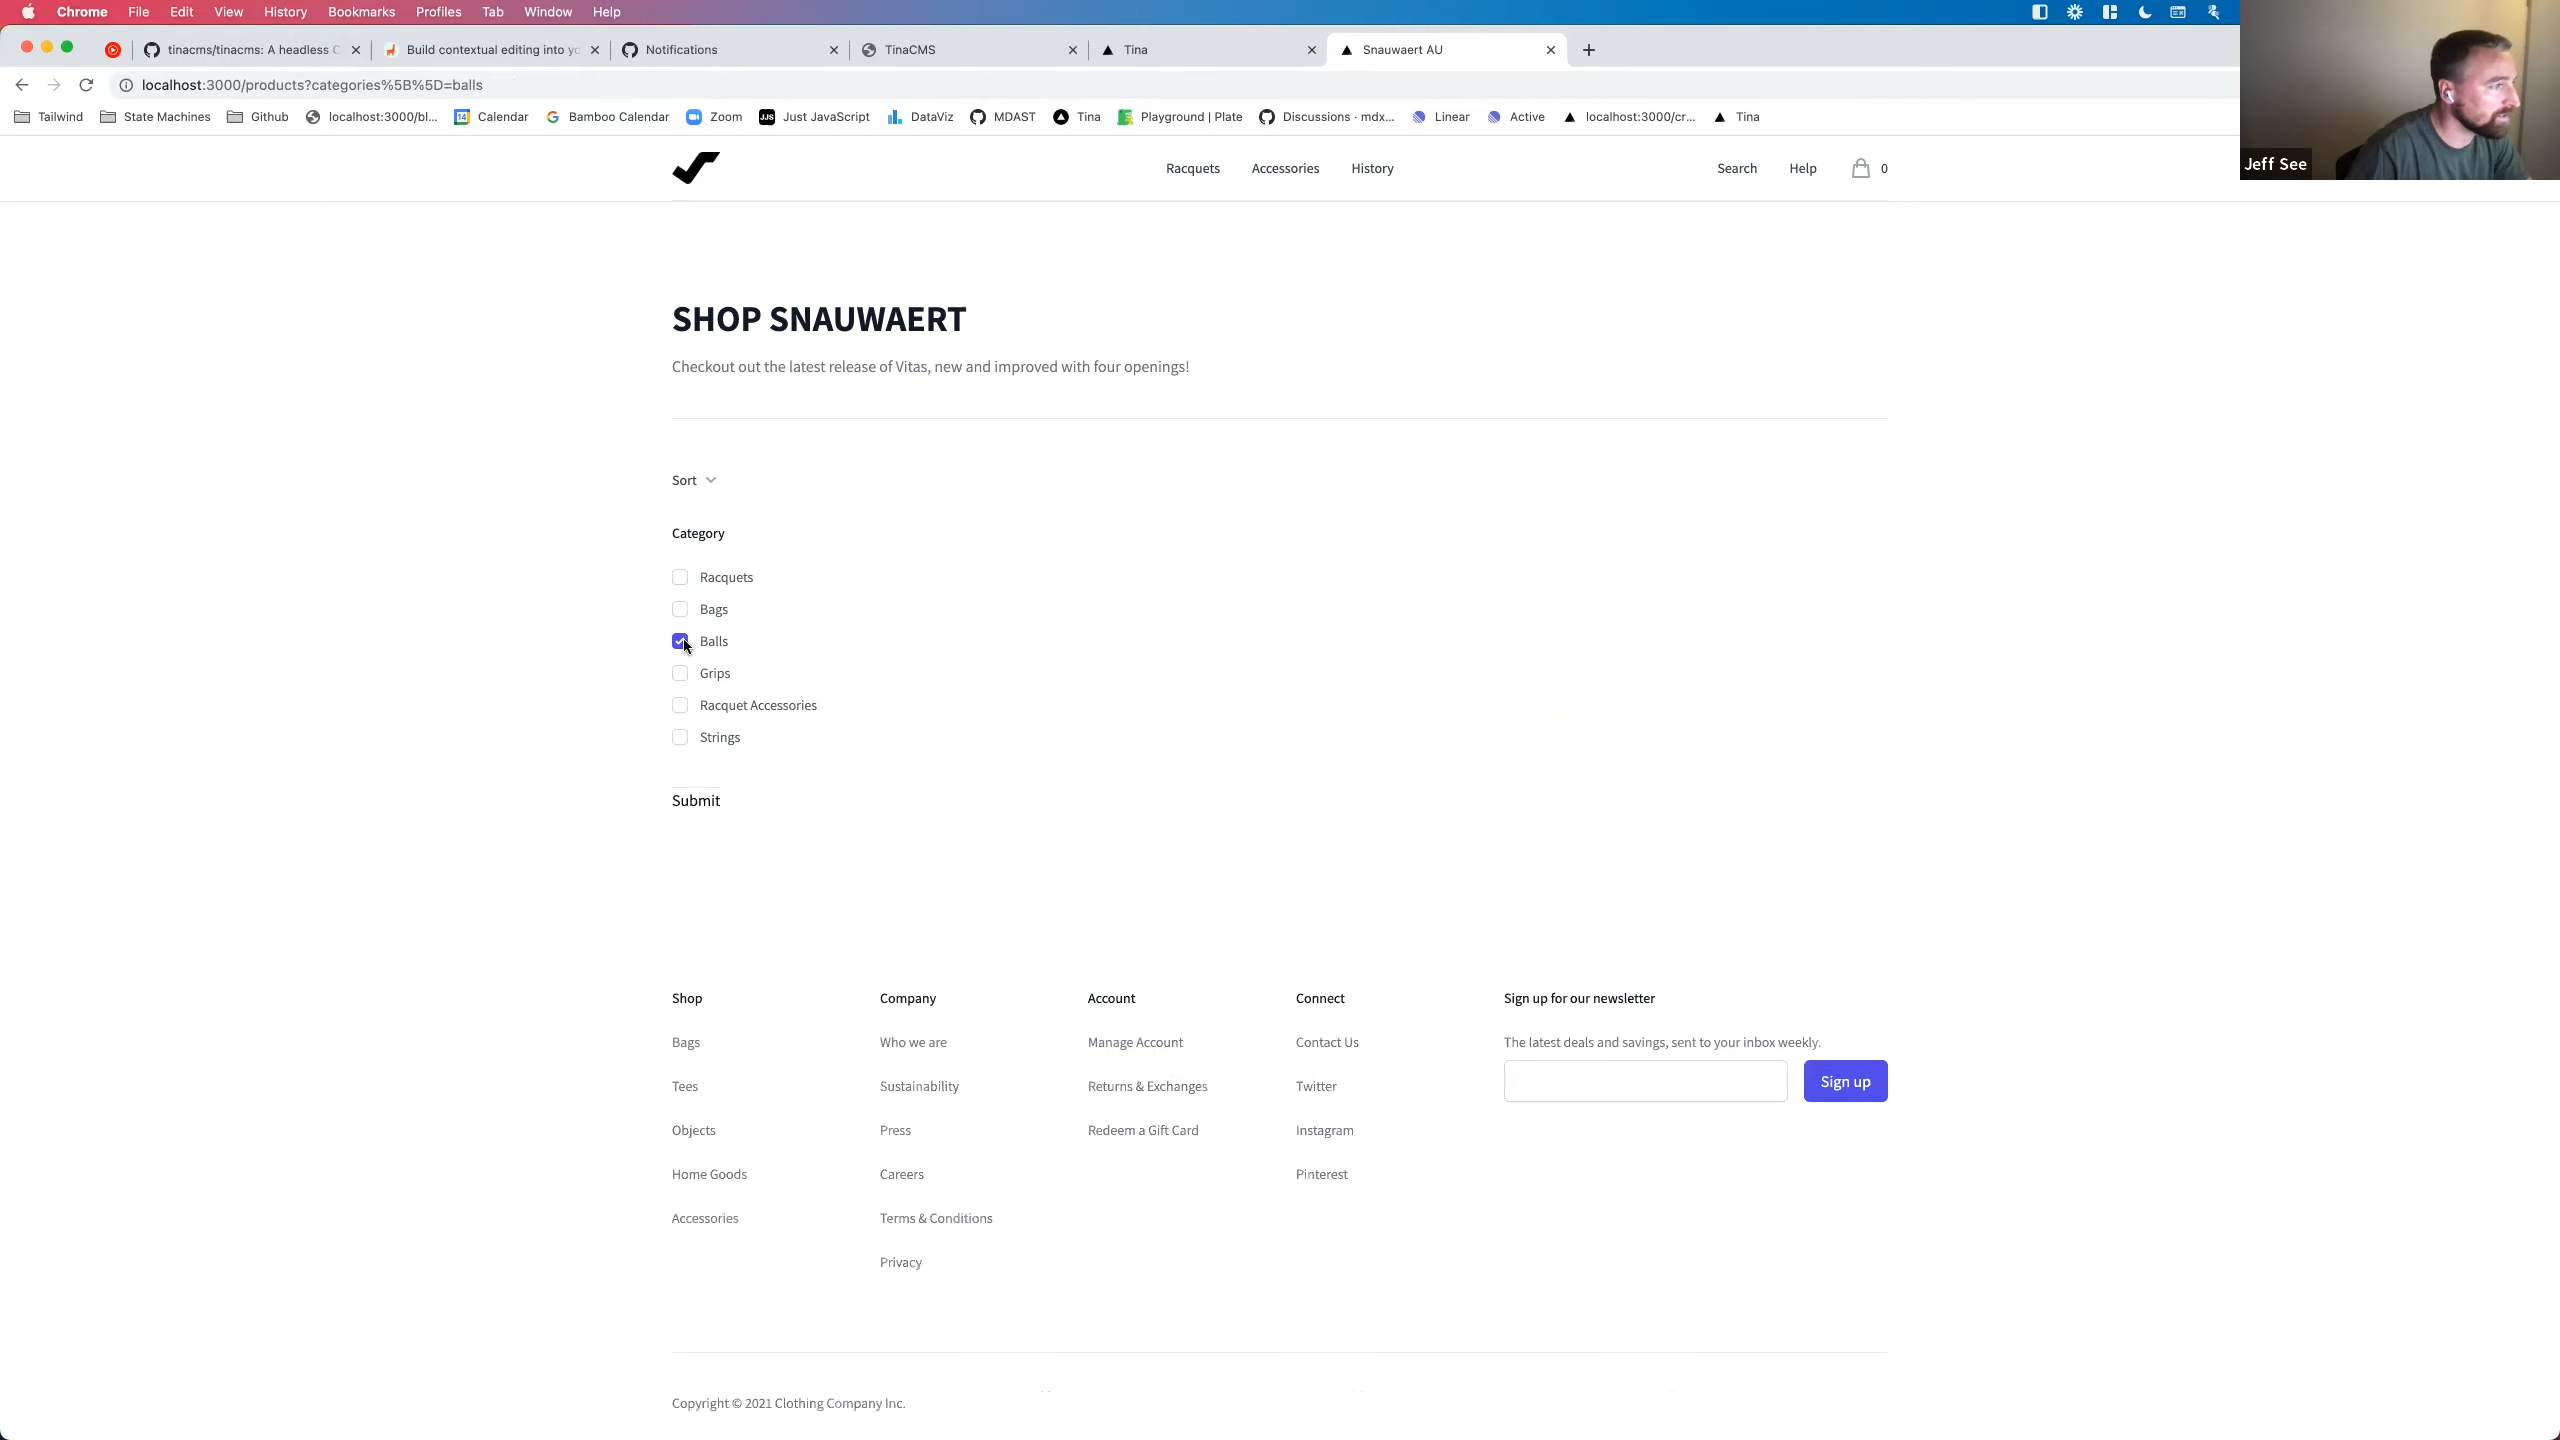 Chrome File Edit View History Bookmarks Profiles Tab Window Help
tinacms/tinacms: A headless C Build contextual editing into yo Notifications TinaCMS Tina Snauwaert AU
localhost:3000/products?categories%5B%5D=balls
Tailwind State Machines Github localhost:3000/bl... Calendar Bamboo Calendar Zoom Just JavaScript DataViz MDAST Tina Playground | Plate Discussions · mdx... Linear Active localhost:3000/cr... Tina
Jeff See
Racquets Accessories History Search Help 0
SHOP SNAUWAERT
Checkout out the latest release of Vitas, new and improved with four openings!
Sort
Category
Racquets
Bags
Balls
Grips
Racquet Accessories
Strings
Submit
Shop
Bags
Tees
Objects
Home Goods
Accessories
Company
Who we are
Sustainability
Press
Careers
Terms & Conditions
Privacy
Account
Manage Account
Returns & Exchanges
Redeem a Gift Card
Connect
Contact Us
Twitter
Instagram
Pinterest
Sign up for our newsletter
The latest deals and savings, sent to your inbox weekly.
Sign up
Copyright © 2021 Clothing Company Inc.